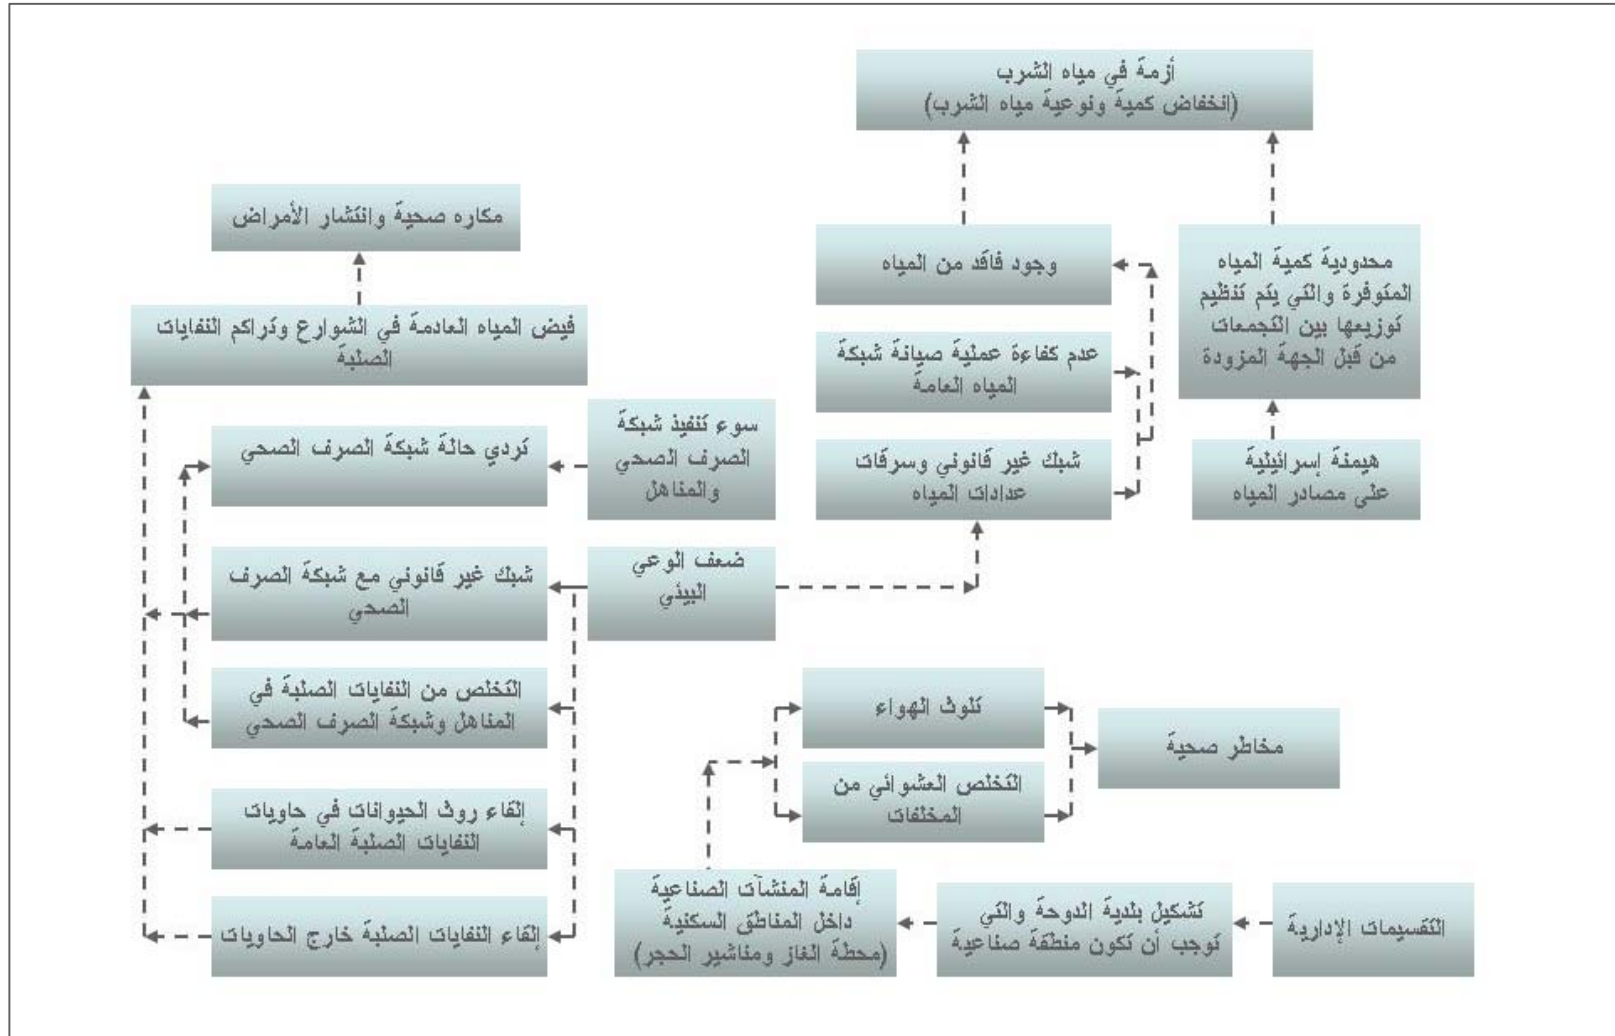 أزمة في مياه الشرب
(انخفاض كمية ونوعية مياه الشرب)
مكاره صحية وانتشار الأمراض
وجود فاقد من المياه
محدودية كمية المياه
المتوفرة والتي يتم تنظيم
توزيعها بين التجمعات
من قبل الجهة المزودة
فيض المياه العادمة في الشوارع وتراكم النفايات
الصلبة
عدم كفاءة عملية صيانة شبكة
المياه العامة
سوء تنفيذ شبكة
الصرف الصحي
والمناهل
تردي حالة شبكة الصرف الصحي
شبك غير قانوني وسرقات
عدادات المياه
هيمنة إسرائيلية
على مصادر المياه
ضعف الوعي
البيئي
شبك غير قانوني مع شبكة الصرف
الصحي
التخلص من النفايات الصلبة في
المناهل وشبكة الصرف الصحي
تلوث الهواء
مخاطر صحية
التخلص العشوائي من
المخلفات
إلقاء روث الحيوانات في حاويات
النفايات الصلبة العامة
إقامة المنشآت الصناعية
داخل المناطق السكنية
(محطة الغاز ومناشير الحجر)
تشكيل بلدية الدوحة والتي
توجب أن تكون منطقة صناعية
التقسيمات الإدارية
إلقاء النفايات الصلبة خارج الحاويات